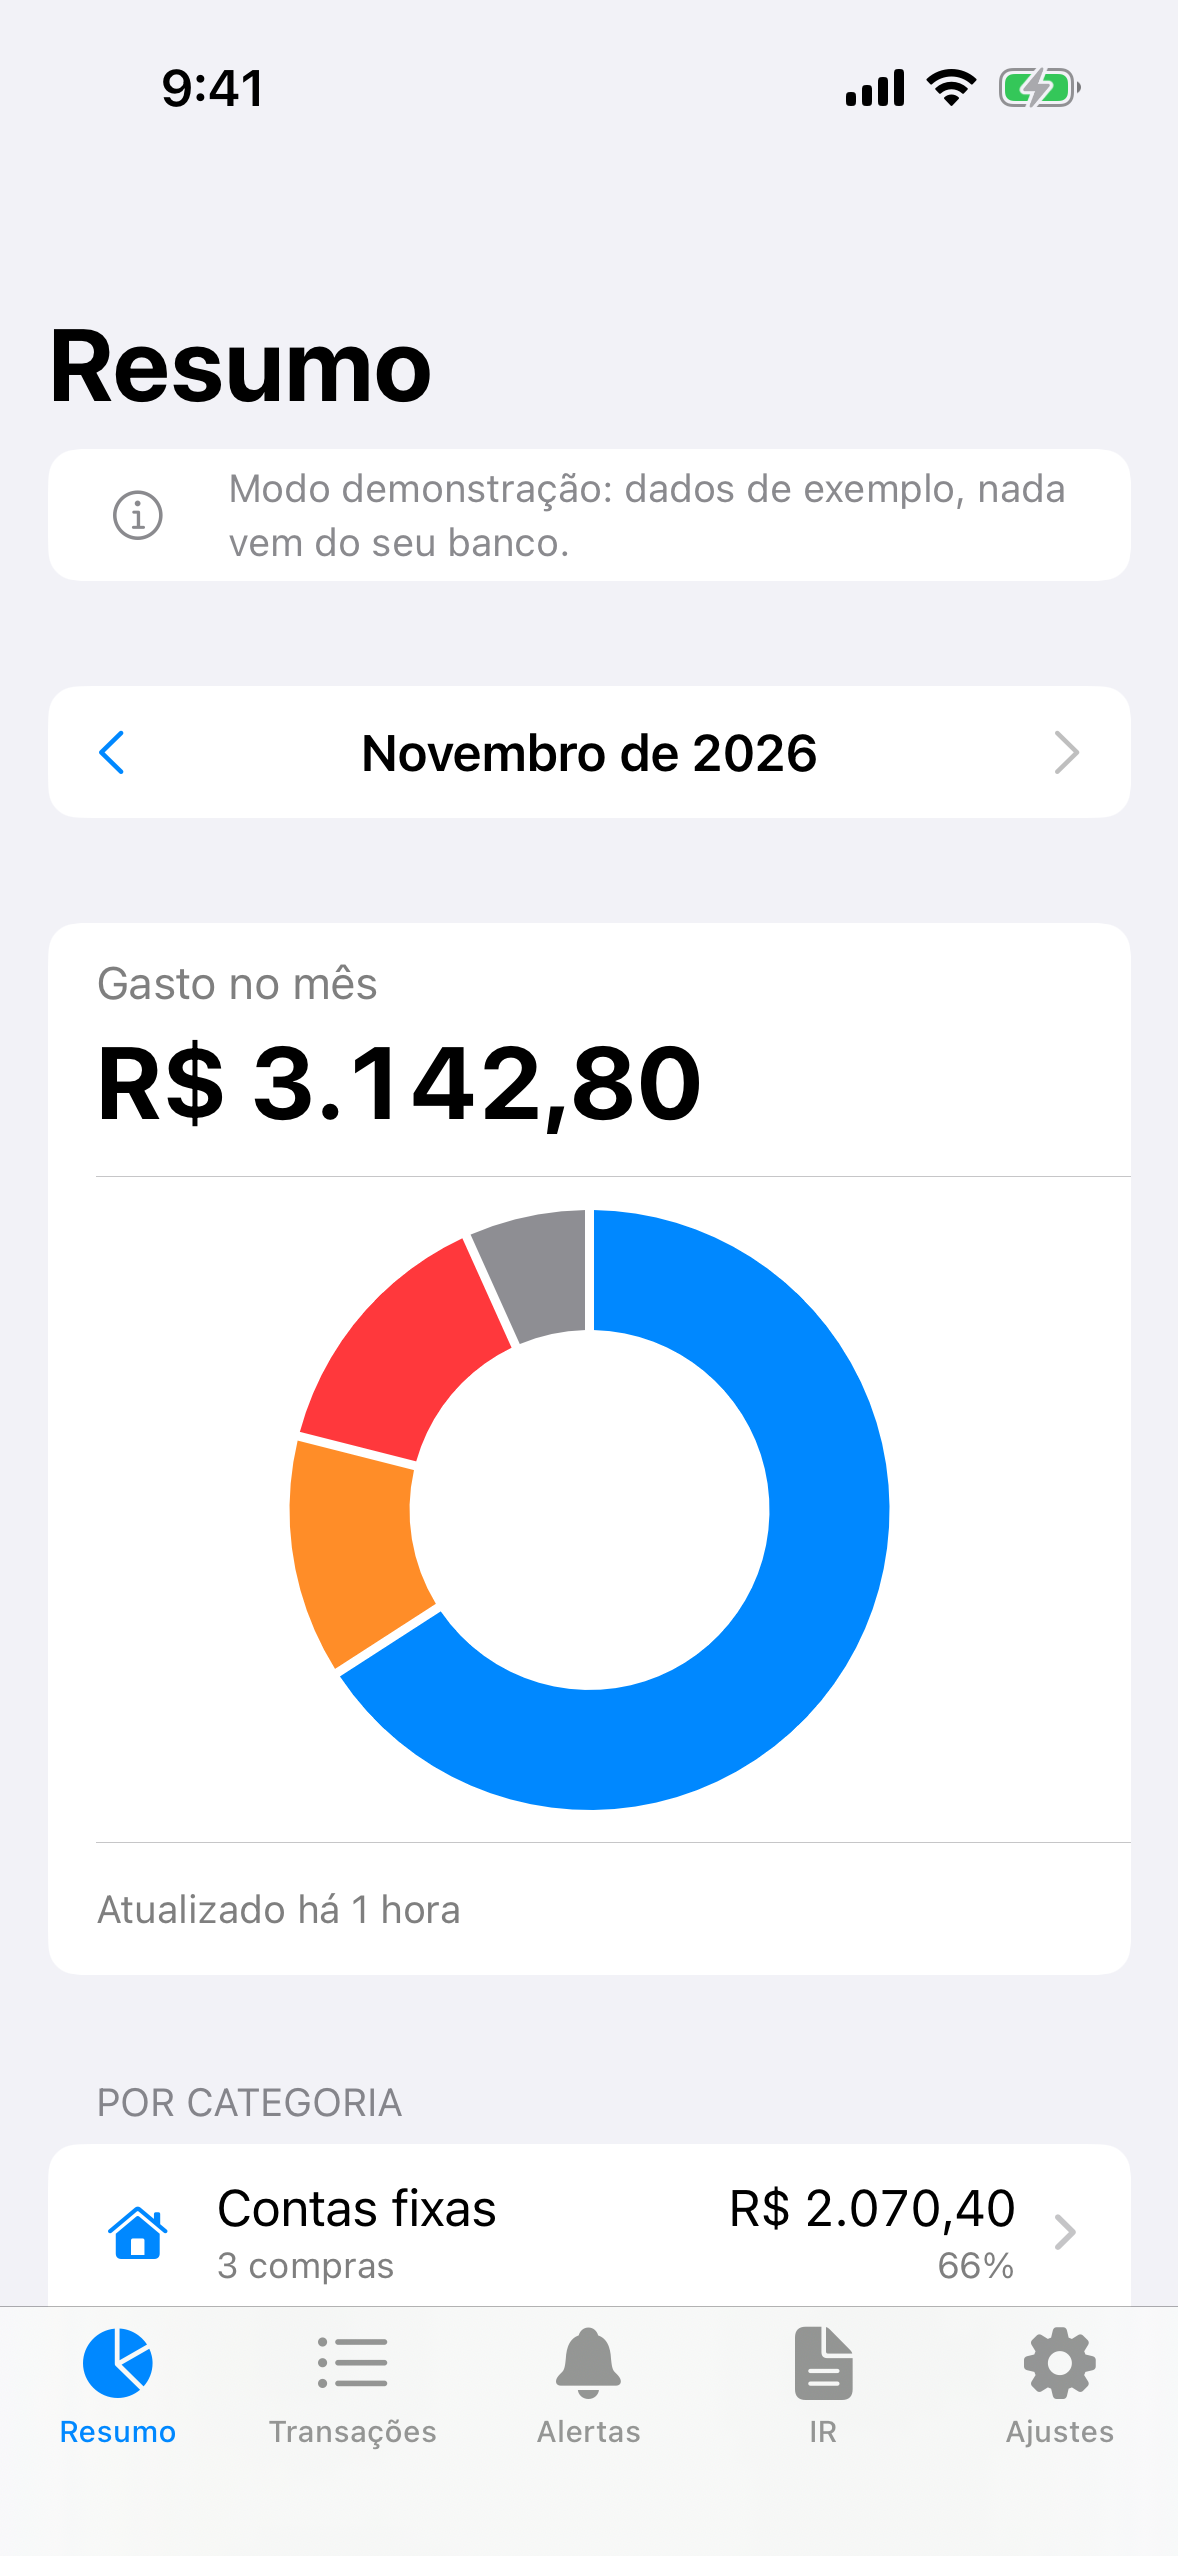 9:41
Resumo
Modo demonstração: dados de exemplo, nada
vem do seu banco.
Novembro de 2026
Gasto no mês
R$ 3.142,80
Atualizado há 1 hora
POR CATEGORIA
Contas fixas
R$ 2.070,40
3 compras
66%
Resumo
Transações
Alertas
IR
Ajustes